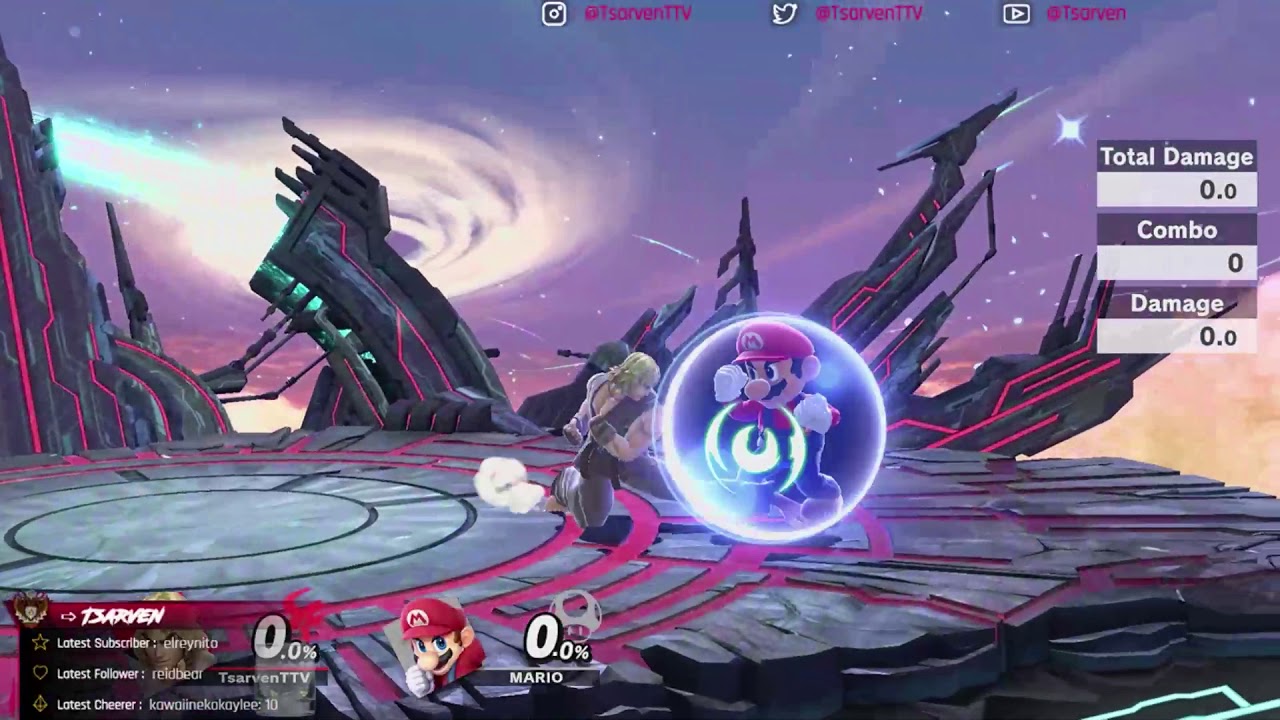 @TsarvenTTV @TsarvenTTV @Tsarven
Total Damage
0.0
Combo
0
Damage
0.0
⇨ TSARVEN
Latest Subscriber : elreynito
Latest Follower : reidbear
Latest Cheerer : kawaiinekokaylee: 10
0.0%
TsarvenTTV
0.0%
MARIO